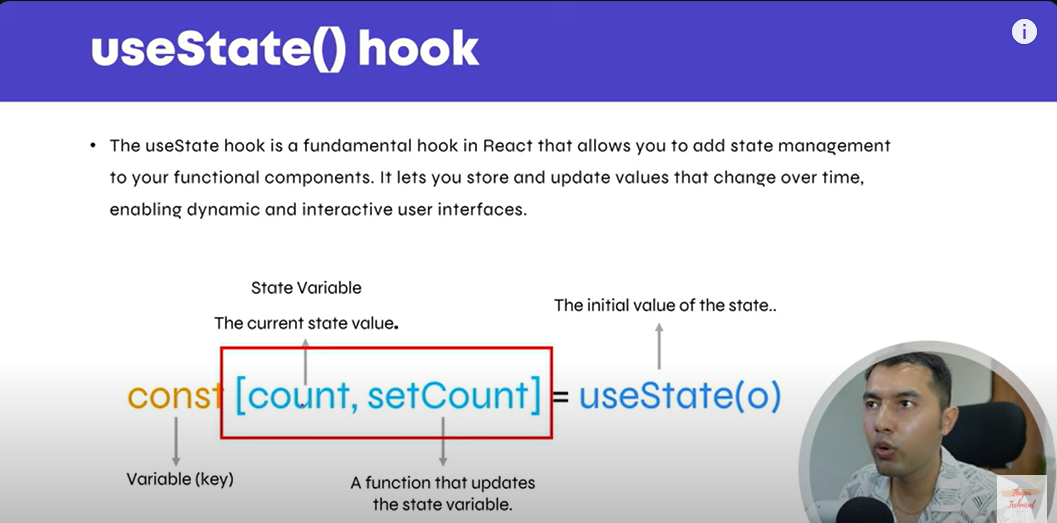 useState() hook
i
• The useState hook is a fundamental hook in React that allows you to add state management
to your functional components. It lets you store and update values that change over time,
enabling dynamic and interactive user interfaces.
State Variable
The current state value.
The initial value of the state..
const [count, setCount] = useState(o)
Variable (key)
A function that updates
the state variable.
Thapa
Technical